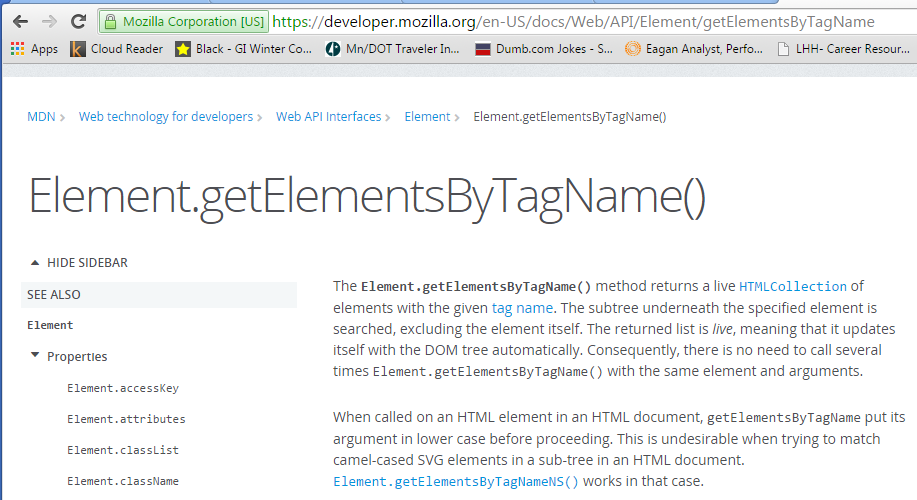 Mozilla Corporation [US] https://developer.mozilla.org/en-US/docs/Web/API/Element/getElementsByTagName
Apps Cloud Reader Black - GI Winter Co... Mn/DOT Traveler In... Dumb.com Jokes - S... Eagan Analyst, Perfo... LHH- Career Resour...
MDN Web technology for developers Web API Interfaces Element Element.getElementsByTagName()
Element.getElementsByTagName()
HIDE SIDEBAR
SEE ALSO
Element
Properties
Element.accessKey
Element.attributes
Element.classList
Element.className
The Element.getElementsByTagName() method returns a live HTMLCollection of
elements with the given tag name. The subtree underneath the specified element is
searched, excluding the element itself. The returned list is live, meaning that it updates
itself with the DOM tree automatically. Consequently, there is no need to call several
times Element.getElementsByTagName() with the same element and arguments.
When called on an HTML element in an HTML document, getElementsByTagName put its
argument in lower case before proceeding. This is undesirable when trying to match
camel-cased SVG elements in a sub-tree in an HTML document.
Element.getElementsByTagNameNS() works in that case.